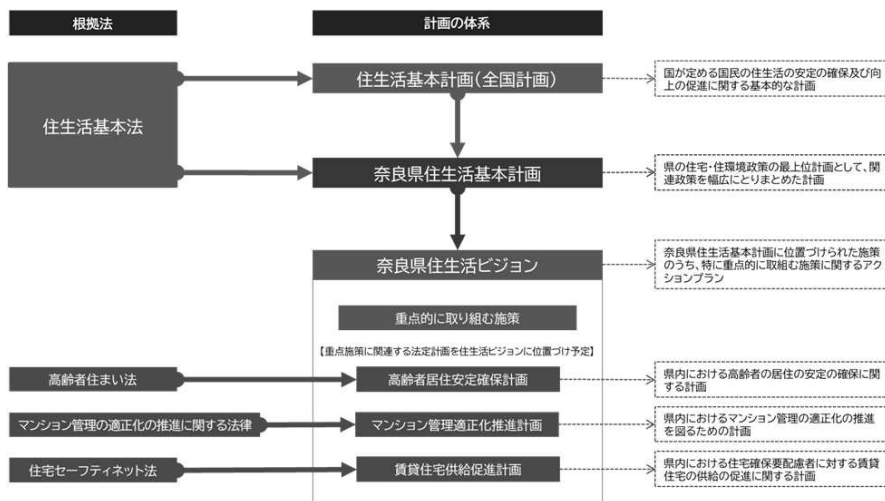 根拠法
計画の体系
住生活基本法
住生活基本計画(全国計画)
国が定める国民の住生活の安定の確保及び向
上の促進に関する基本的な計画
奈良県住生活基本計画
県の住宅・住環境政策の最上位計画として、関
連政策を幅広にとりまとめた計画
奈良県住生活ビジョン
奈良県住生活基本計画に位置づけられた施策
のうち、特に重点的に取組む施策に関するアク
ションプラン
重点的に取り組む施策
【重点施策に関連する法定計画を住生活ビジョンに位置づけ予定】
高齢者住まい法
高齢者居住安定確保計画
県内における高齢者の居住の安定の確保に関
する計画
マンション管理の適正化の推進に関する法律
マンション管理適正化推進計画
県内におけるマンション管理の適正化の推進
を図るための計画
住宅セーフティネット法
賃貸住宅供給促進計画
県内における住宅確保要配慮者に対する賃貸
住宅の供給の促進に関する計画